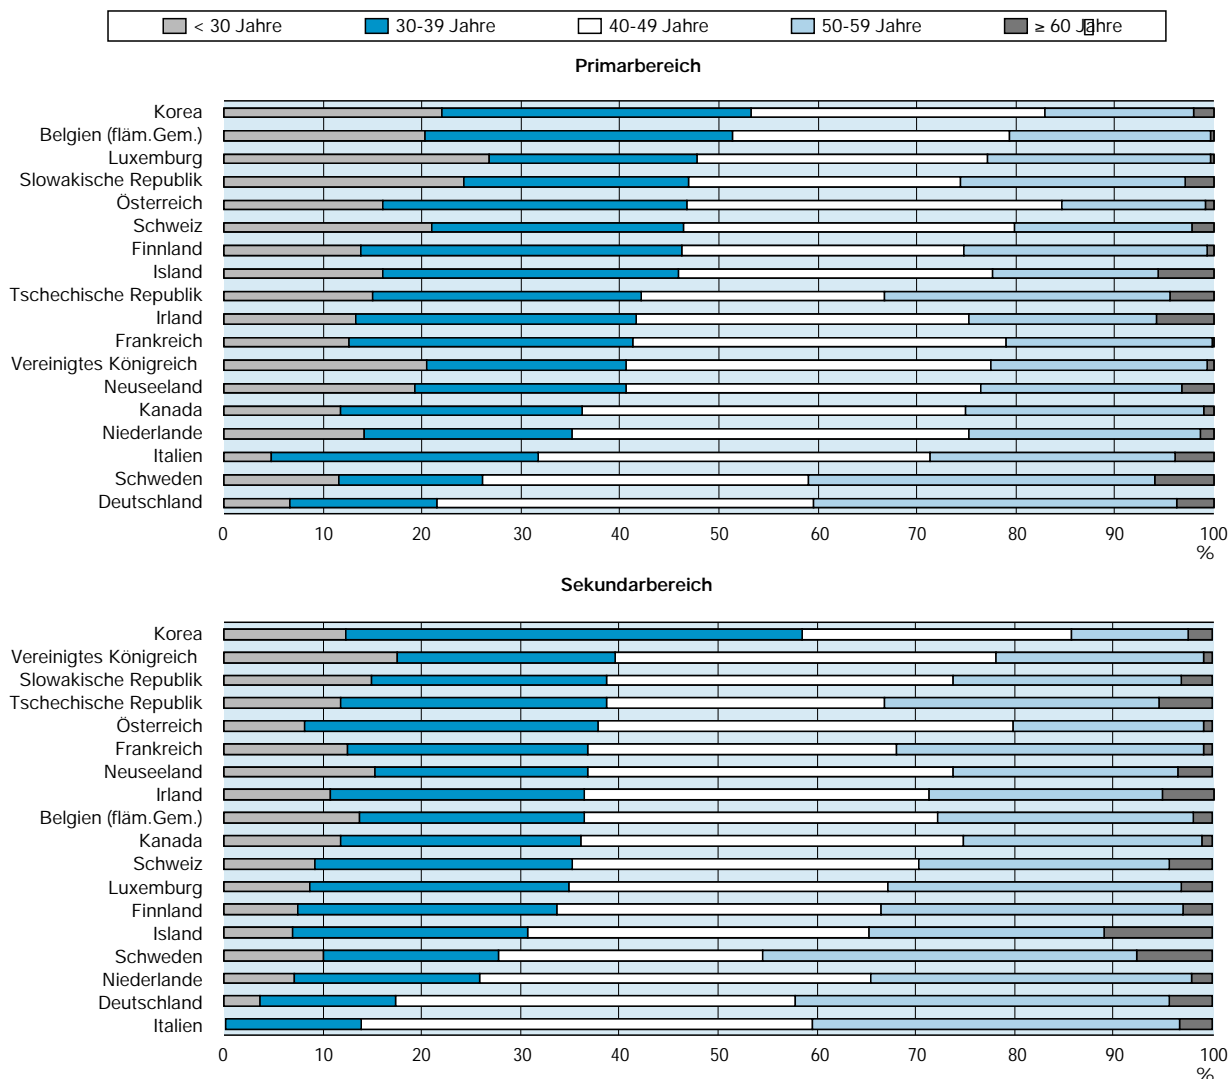 < 30 Jahre 30-39 Jahre 40-49 Jahre 50-59 Jahre ≥ 60 Jahre
Primarbereich
Korea
Belgien (fläm.Gem.)
Luxemburg
Slowakische Republik
Österreich
Schweiz
Finnland
Island
Tschechische Republik
Irland
Frankreich
Vereinigtes Königreich
Neuseeland
Kanada
Niederlande
Italien
Schweden
Deutschland
0 10 20 30 40 50 60 70 80 90 100
%
Sekundarbereich
Korea
Vereinigtes Königreich
Slowakische Republik
Tschechische Republik
Österreich
Frankreich
Neuseeland
Irland
Belgien (fläm.Gem.)
Kanada
Schweiz
Luxemburg
Finnland
Island
Schweden
Niederlande
Deutschland
Italien
0 10 20 30 40 50 60 70 80 90 100
%